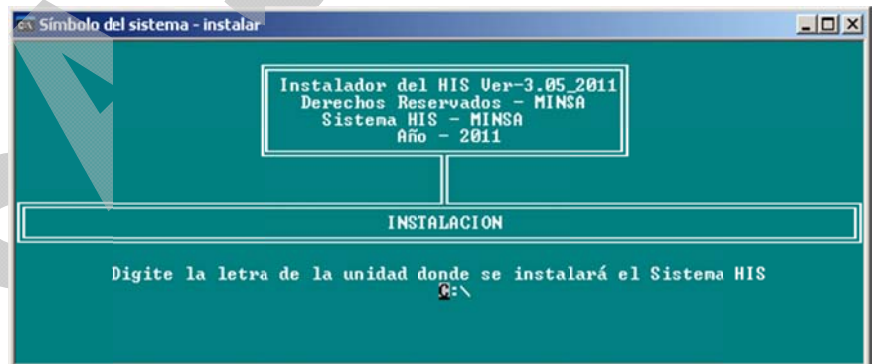 Símbolo del sistema - instalar
Instalador del HIS Ver-3.05_2011
Derechos Reservados - MINSA
Sistema HIS - MINSA
Año - 2011
INSTALACION
Digite la letra de la unidad donde se instalará el Sistema HIS
C:\